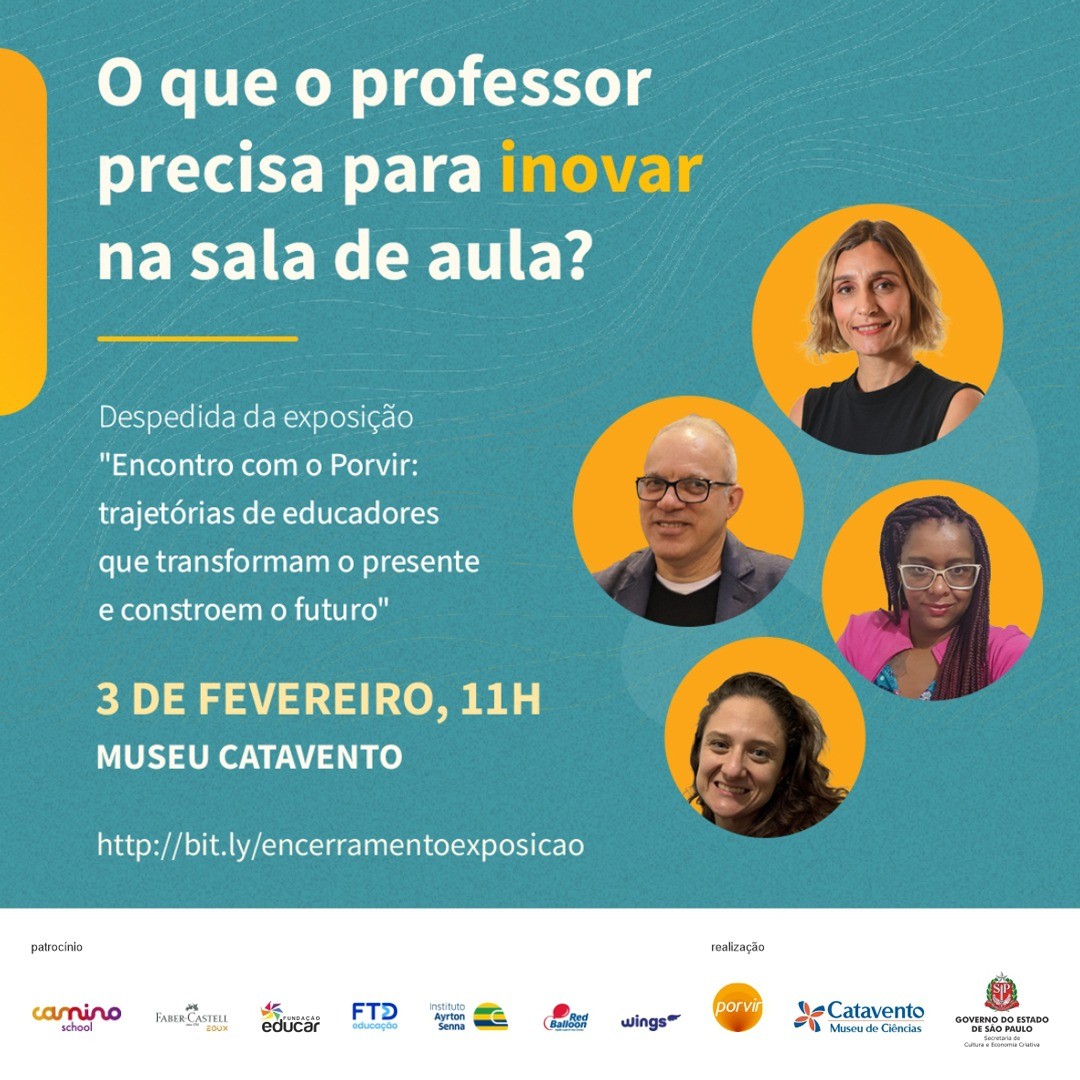 O que o professor
precisa para inovar
na sala de aula?
Despedida da exposição
"Encontro com o Porvir:
trajetórias de educadores
que transformam o presente
e constroem o futuro"
3 DE FEVEREIRO, 11H
MUSEU CATAVENTO
http://bit.ly/encerramentoexposicao
patrocínio
realização
camino
school
FABER-CASTELL
EDUX
FUNDAÇÃO
educar
FTD
educação
Instituto
Ayrton
Senna
Red
Balloon
wings
porvir
Catavento
Museu de Ciências
GOVERNO DO ESTADO
DE SÃO PAULO
Secretaria de
Cultura e Economia Criativa